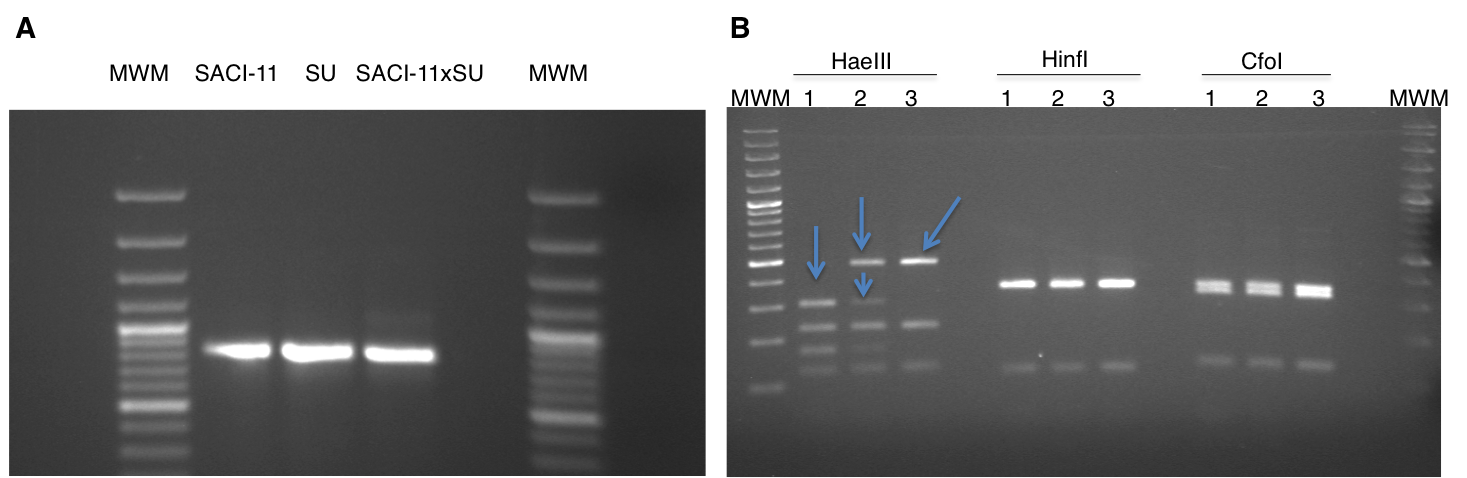 A
MWM SACI-11 SU SACI-11xSU MWM
B
HaeIII HinfI CfoI
MWM 1 2 3 1 2 3 1 2 3 MWM